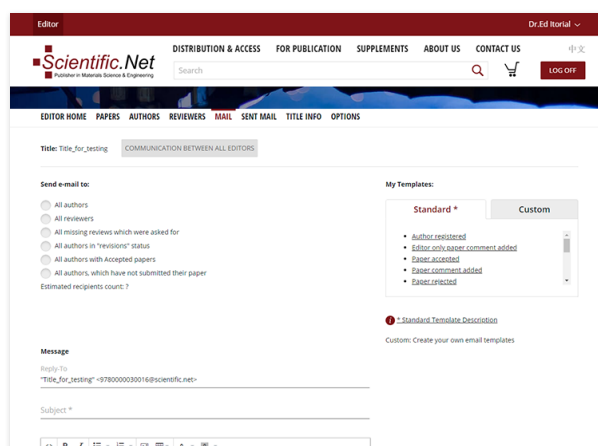 Editor
Dr.Ed Itorial
Scientific.Net
Publisher in Materials Science & Engineering
DISTRIBUTION & ACCESS FOR PUBLICATION SUPPLEMENTS ABOUT US CONTACT US 中文
Search
LOG OFF
EDITOR HOME PAPERS AUTHORS REVIEWERS MAIL SENT MAIL TITLE INFO OPTIONS
Title: Title_for_testing COMMUNICATION BETWEEN ALL EDITORS
Send e-mail to:
All authors
All reviewers
All missing reviews which were asked for
All authors in "revisions" status
All authors with Accepted papers
All authors, which have not submitted their paper
Estimated recipients count: ?
My Templates:
Standard * Custom
Author registered
Editor only paper comment added
Paper accepted
Paper comment added
Paper rejected
* Standard Template Description
Custom: Create your own email templates
Message
Reply-To
"Title_for_testing" <9780000030016@scientific.net>
Subject *